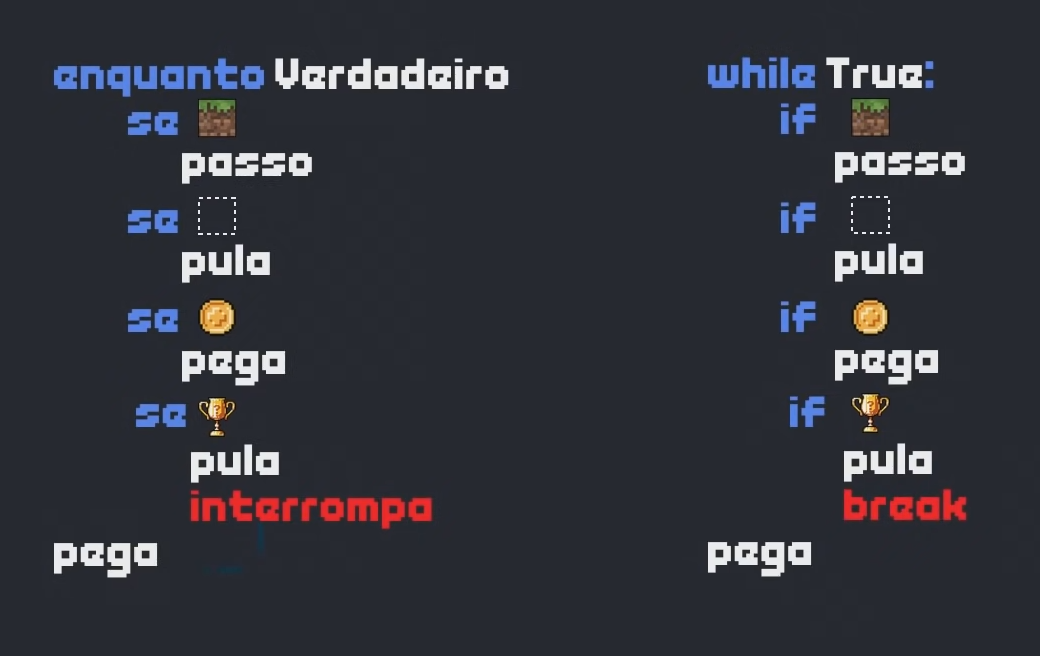 enquanto Verdadeiro
se
passo
se
pula
se
pega
se
pula
interrompa
pega
while True:
if
passo
if
pula
if
pega
if
pula
break
pega